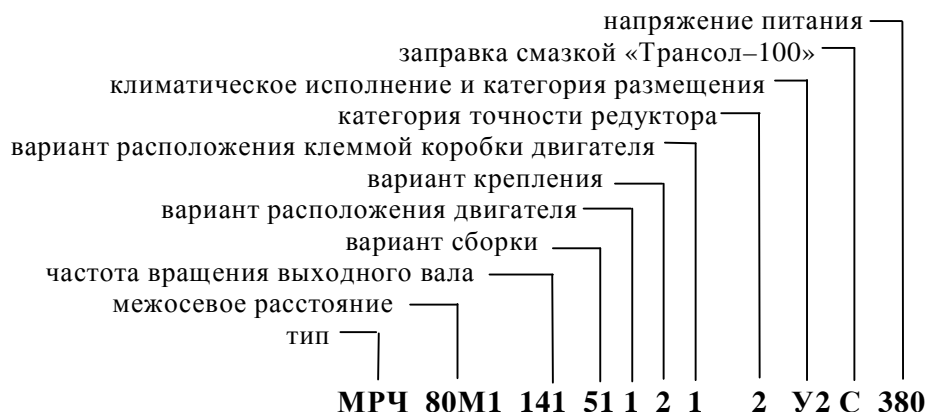 напряжение питания
заправка смазкой «Трансол–100»
климатическое исполнение и категория размещения
категория точности редуктора
вариант расположения клеммой коробки двигателя
вариант крепления
вариант расположения двигателя
вариант сборки
частота вращения выходного вала
межосевое расстояние
тип
МРЧ 80М1 141 51 1 2 1 2 У2 С 380